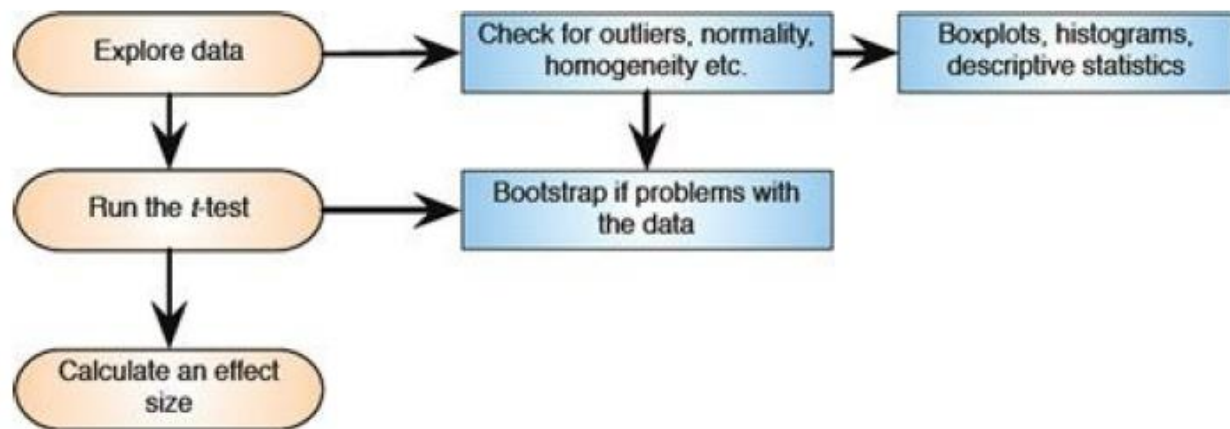 Explore data
Check for outliers, normality,
homogeneity etc.
Boxplots, histograms,
descriptive statistics
Run the t-test
Bootstrap if problems with
the data
Calculate an effect
size